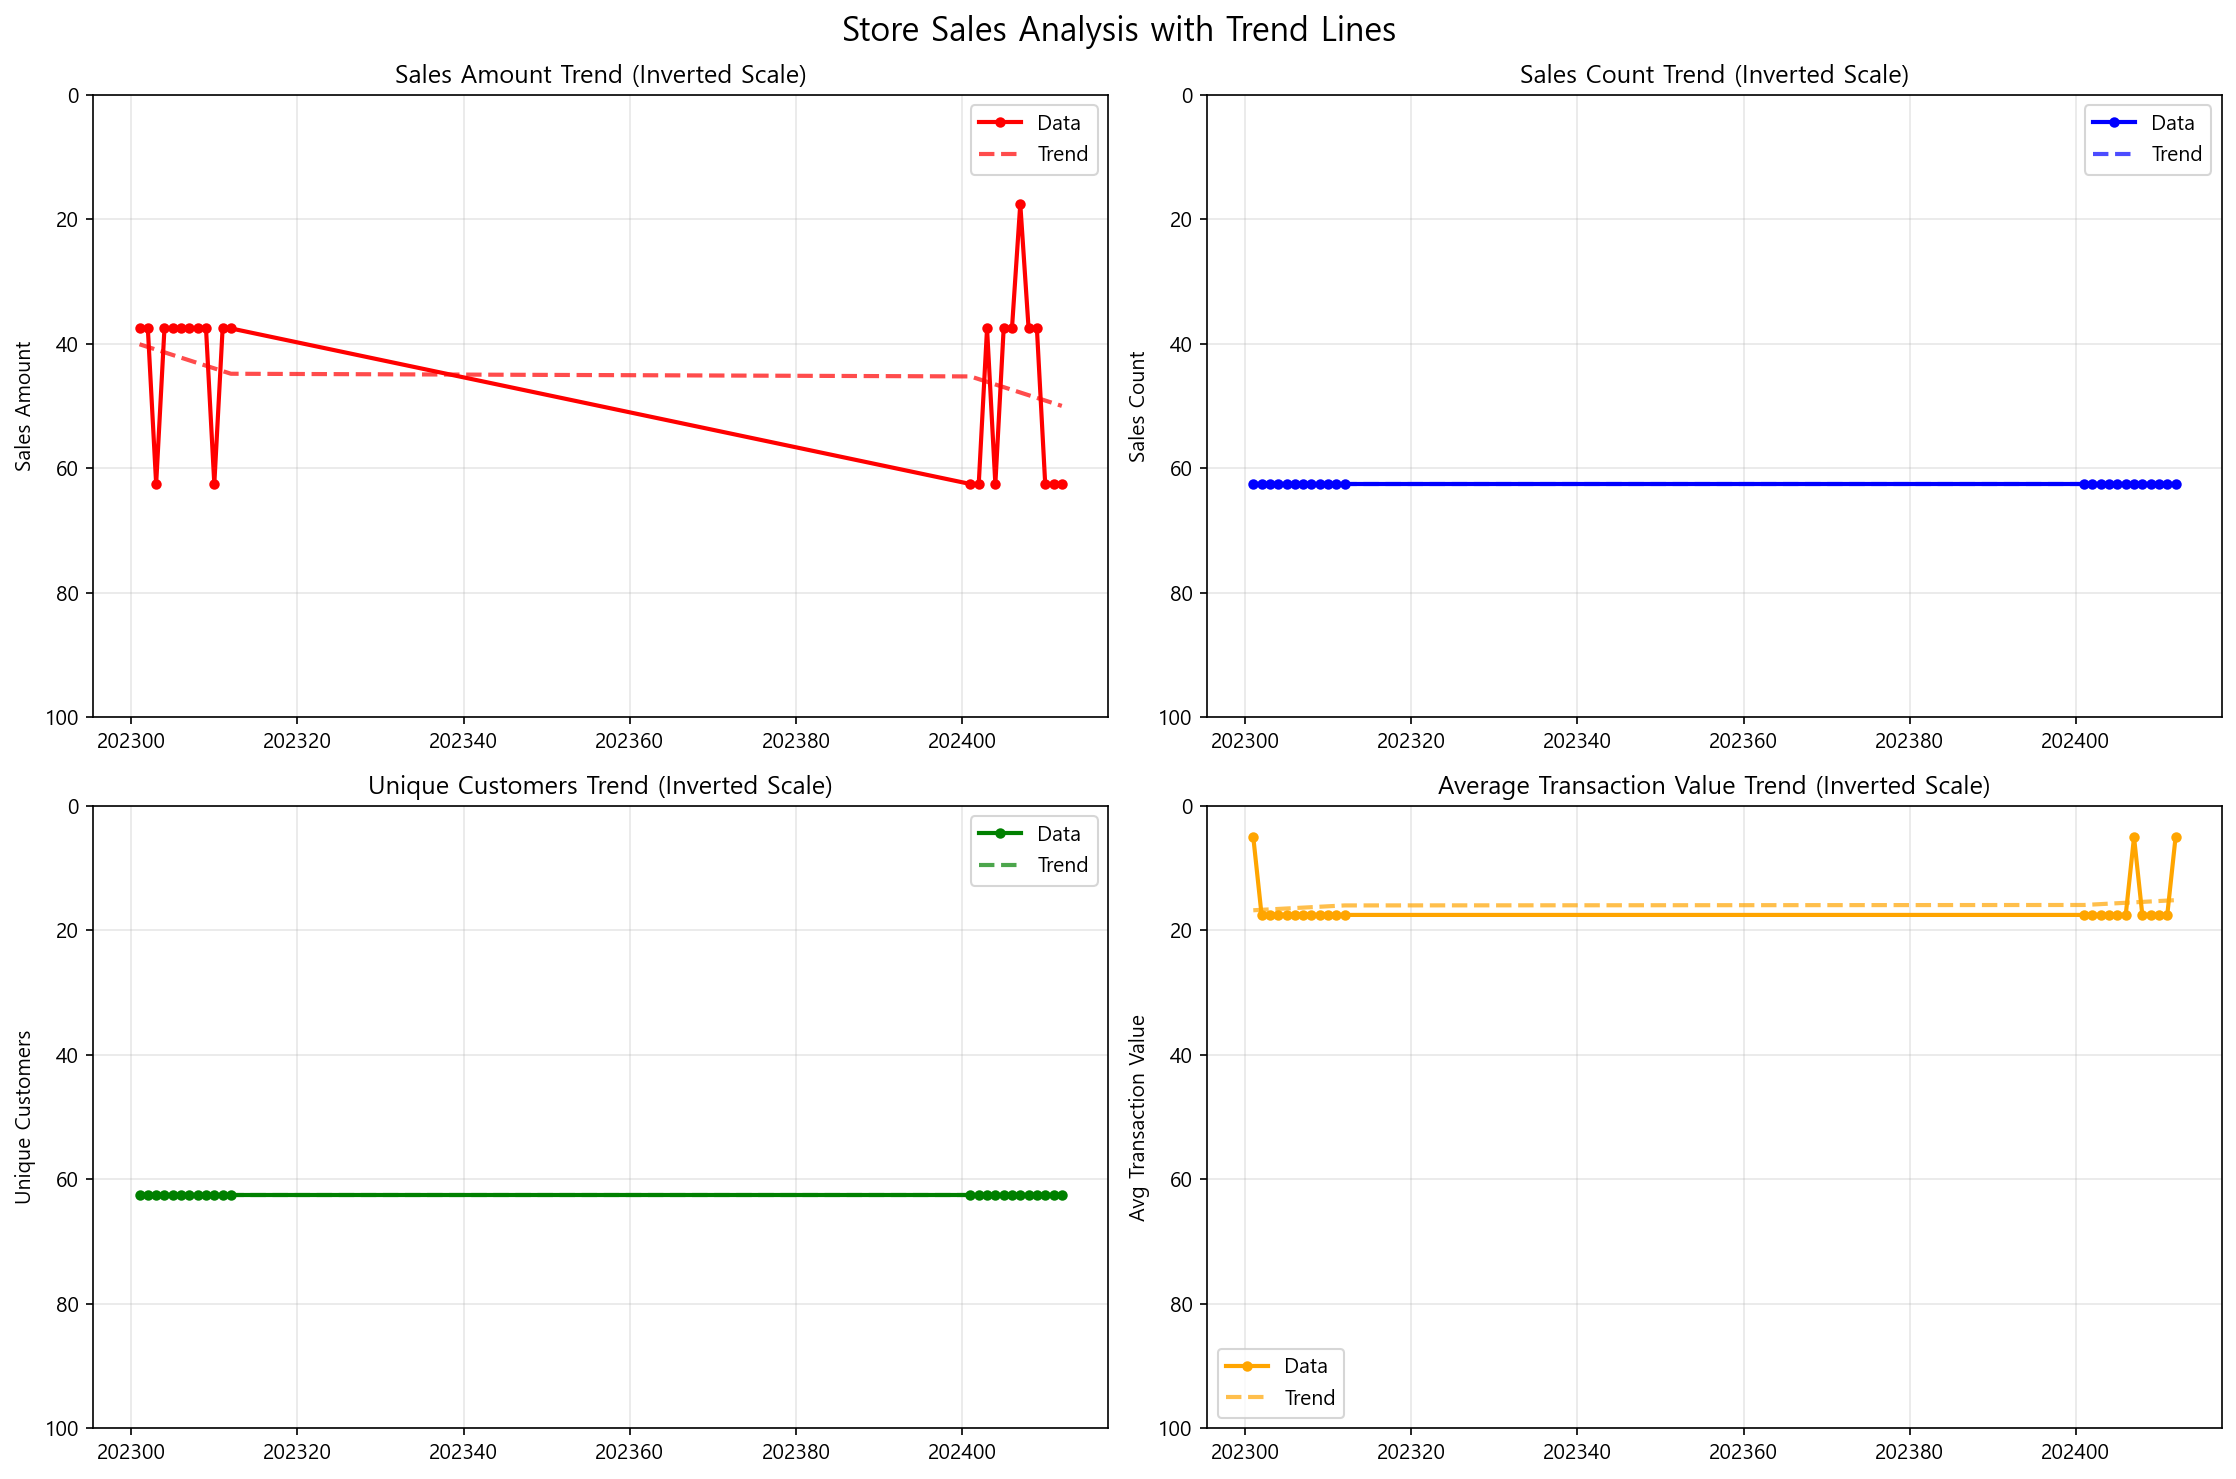 Store Sales Analysis with Trend Lines
Sales Amount Trend (Inverted Scale)
Sales Amount
0
20
40
60
80
100
202300 202320 202340 202360 202380 202400
Data
Trend
Sales Count Trend (Inverted Scale)
Sales Count
0
20
40
60
80
100
202300 202320 202340 202360 202380 202400
Data
Trend
Unique Customers Trend (Inverted Scale)
Unique Customers
0
20
40
60
80
100
202300 202320 202340 202360 202380 202400
Data
Trend
Average Transaction Value Trend (Inverted Scale)
Avg Transaction Value
0
20
40
60
80
100
202300 202320 202340 202360 202380 202400
Data
Trend